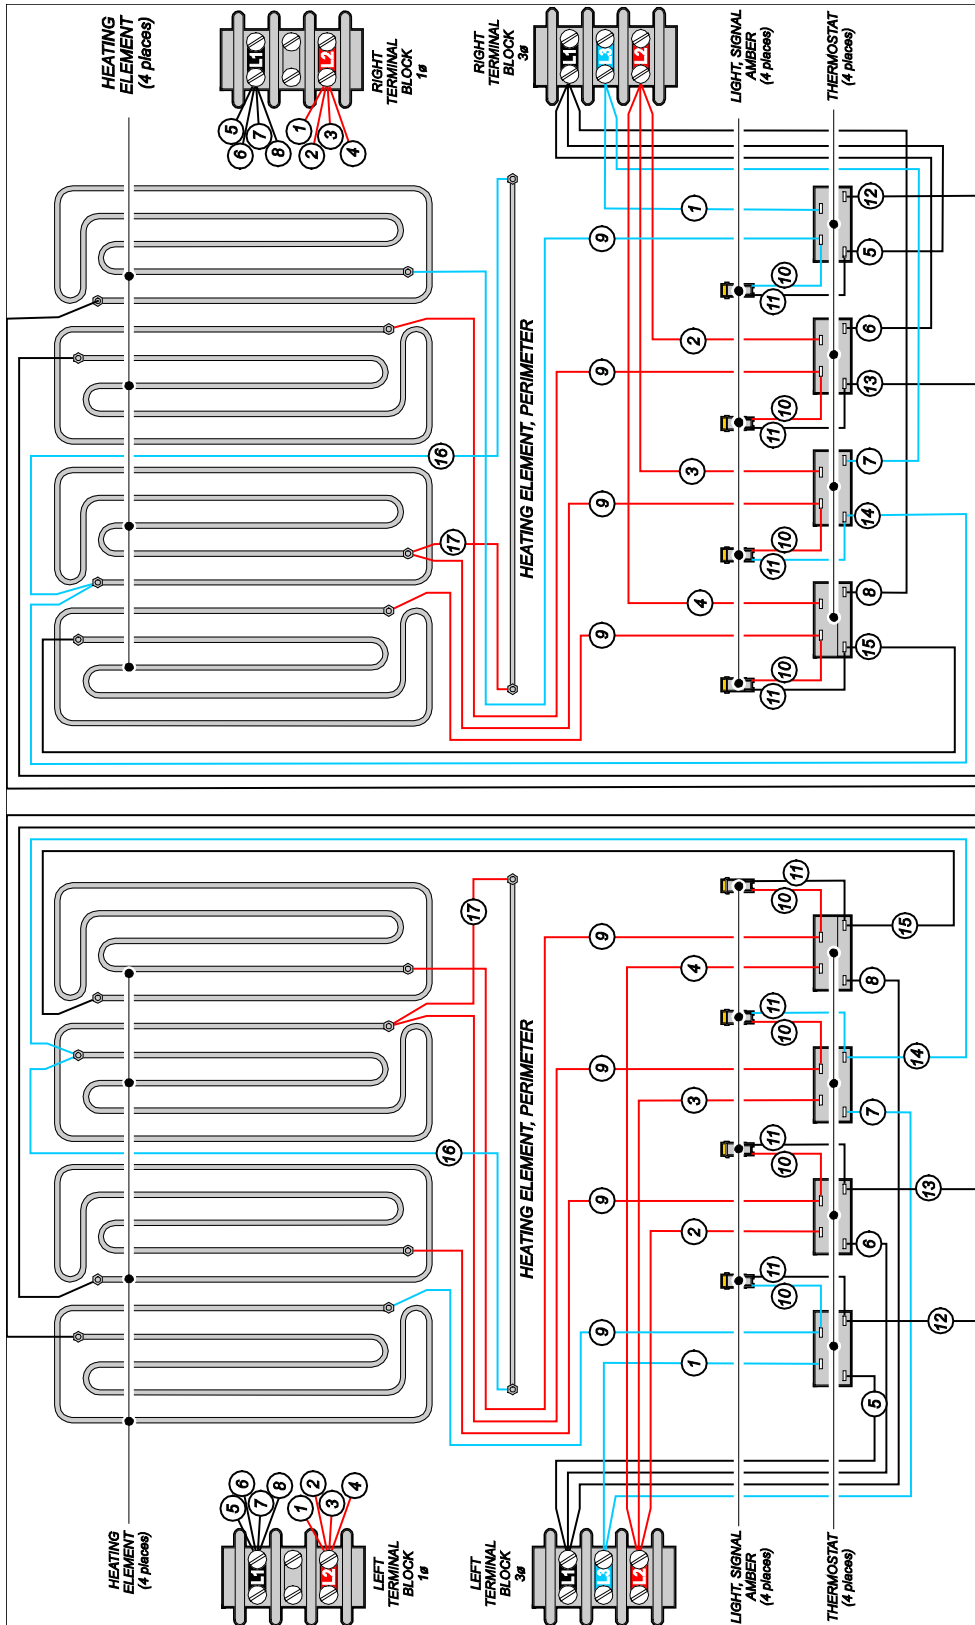 HEATING
ELEMENT
(4 places)
L1
L2
RIGHT
TERMINAL
BLOCK
1ø
5
6
7
8
1
2
3
4
RIGHT
TERMINAL
BLOCK
3ø
L1
L3
L2
LIGHT, SIGNAL
AMBER
(4 places)
THERMOSTAT
(4 places)
HEATING ELEMENT, PERIMETER
16
17
1
9
10
11
12
5
2
9
10
11
6
13
3
9
10
11
7
14
4
9
10
11
8
15
HEATING ELEMENT, PERIMETER
17
16
9
4
11
10
15
8
9
3
11
10
14
7
9
2
11
10
13
6
9
1
11
10
12
5
HEATING
ELEMENT
(4 places)
5
6
7
8
1
2
3
4
L1
L2
LEFT
TERMINAL
BLOCK
1ø
LEFT
TERMINAL
BLOCK
3ø
L1
L3
L2
LIGHT, SIGNAL
AMBER
(4 places)
THERMOSTAT
(4 places)